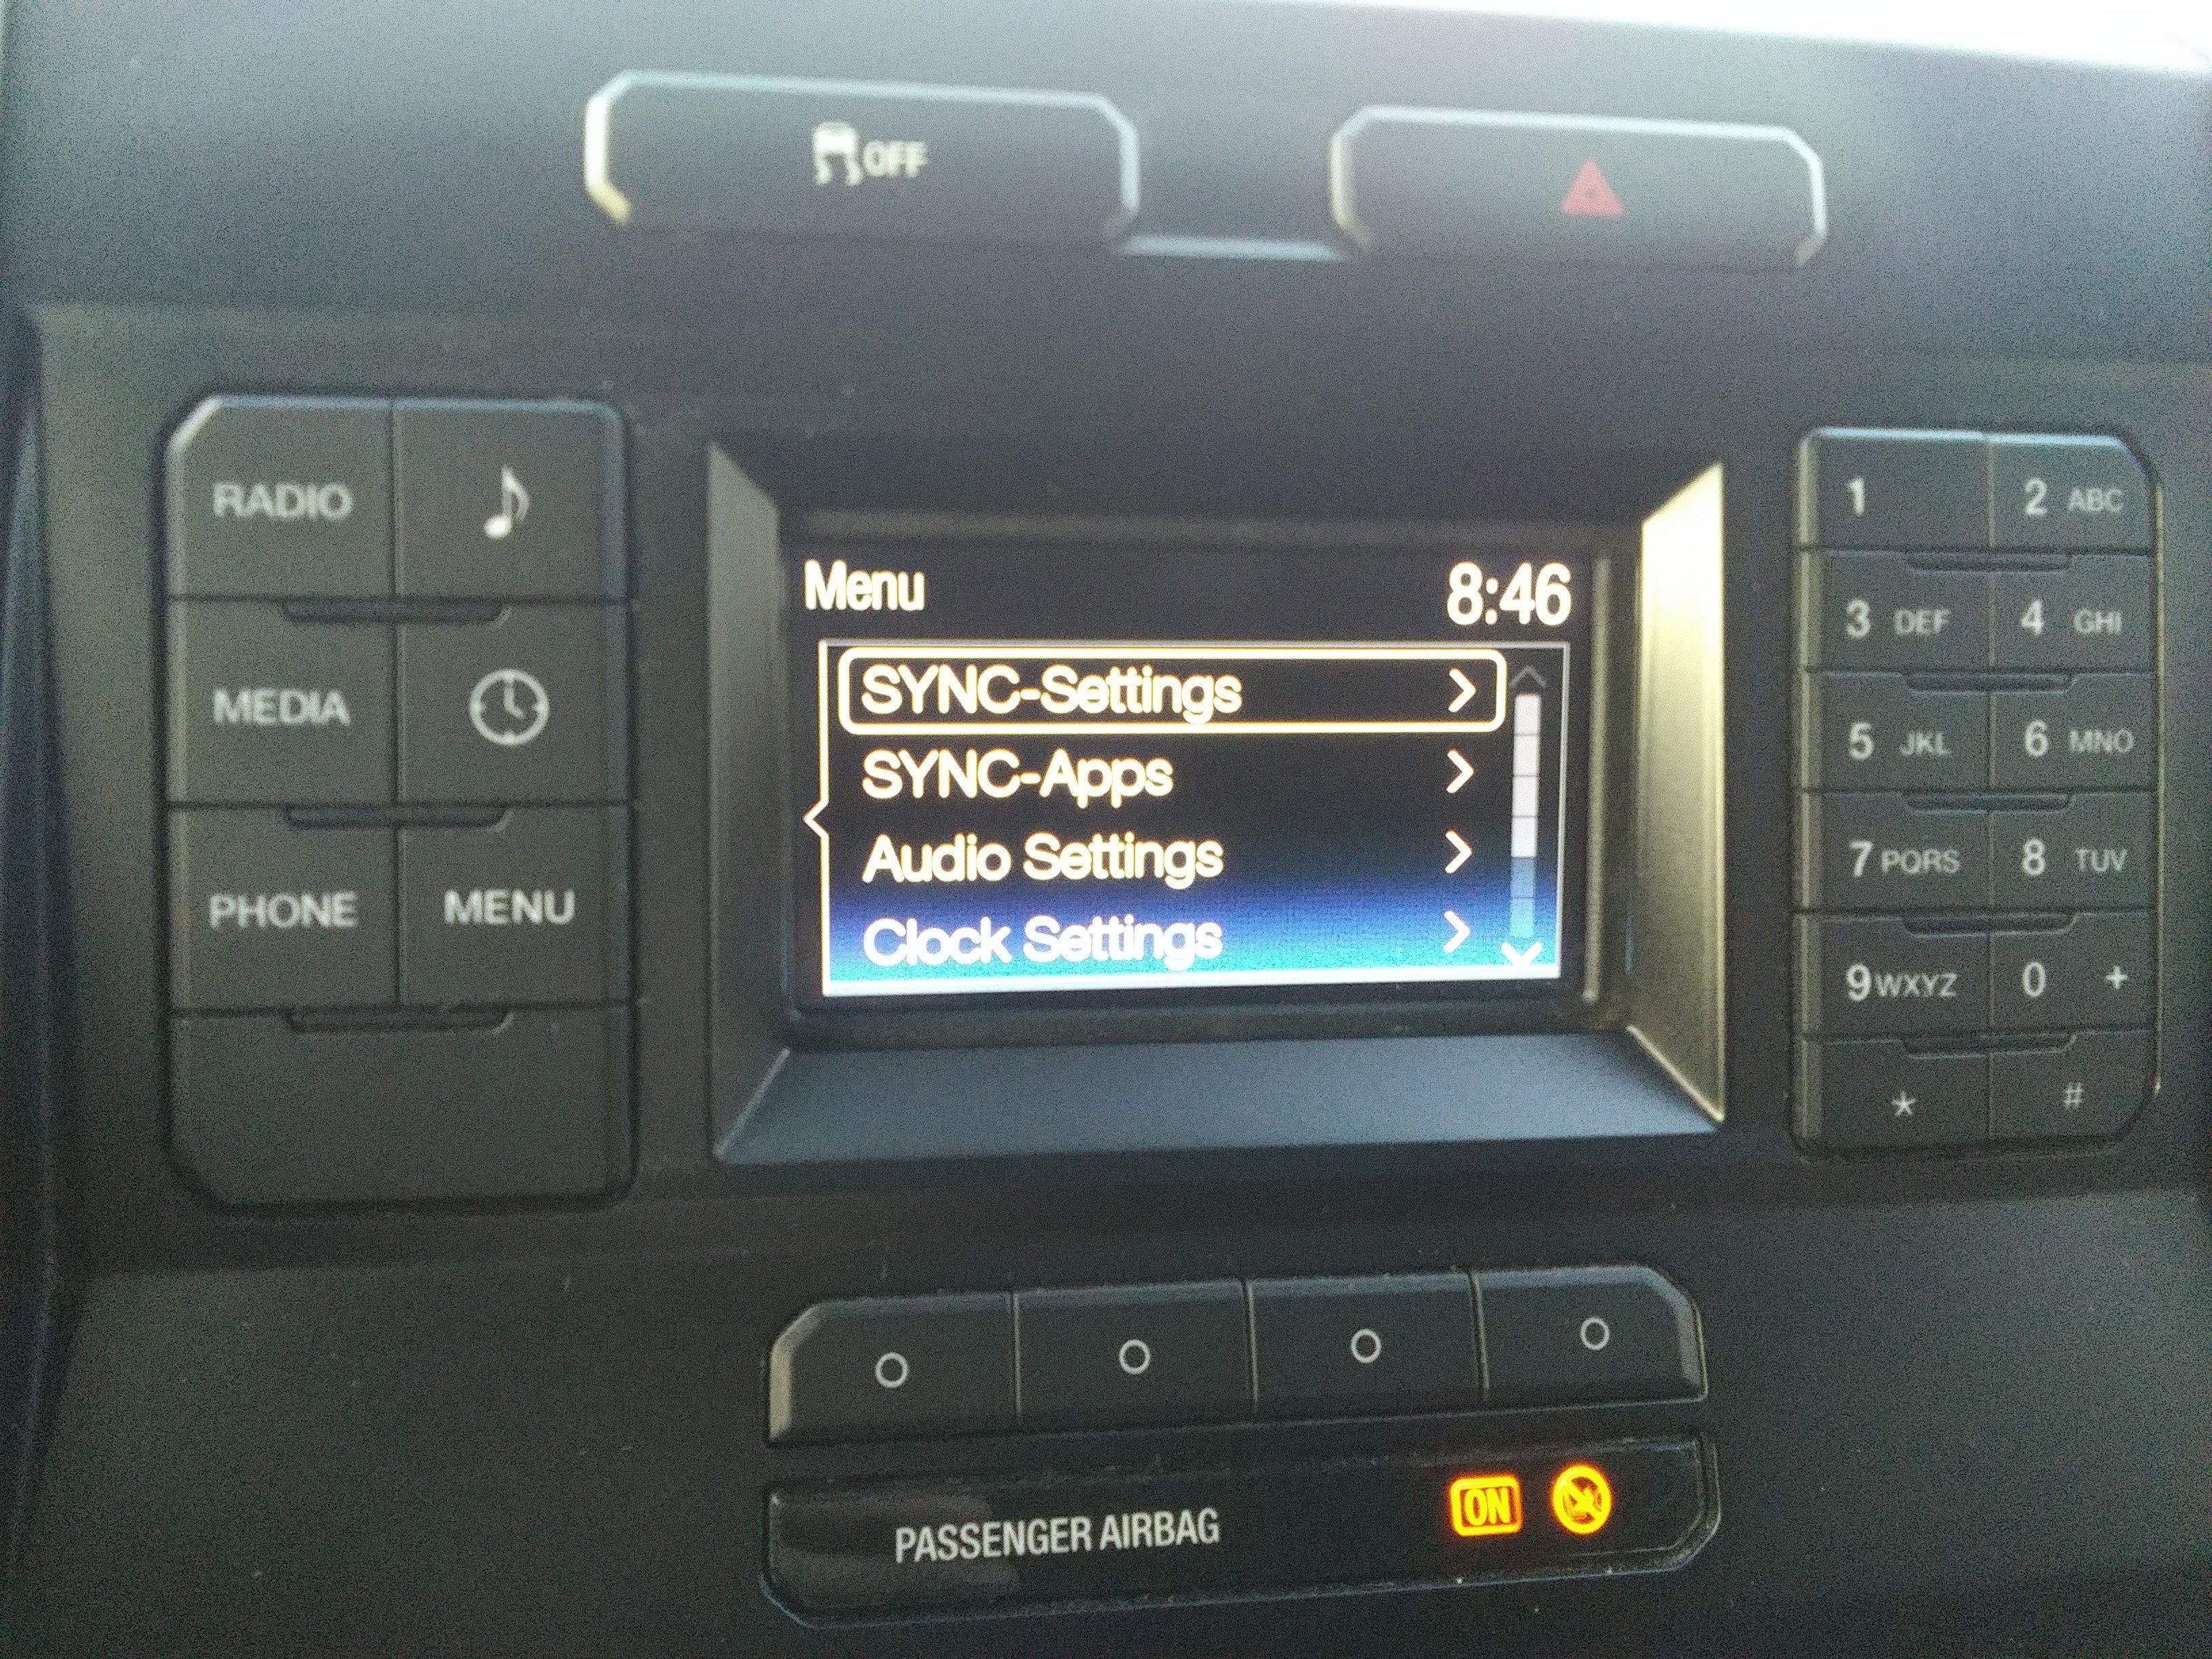 OFF
RADIO
MEDIA
PHONE MENU
Menu 8:46
SYNC-Settings
SYNC-Apps
Audio Settings
Clock Settings
1 2 ABC
3 DEF 4 GHI
5 JKL 6 MNO
7 PQRS 8 TUV
9 WXYZ 0 +
* #
PASSENGER AIRBAG ON